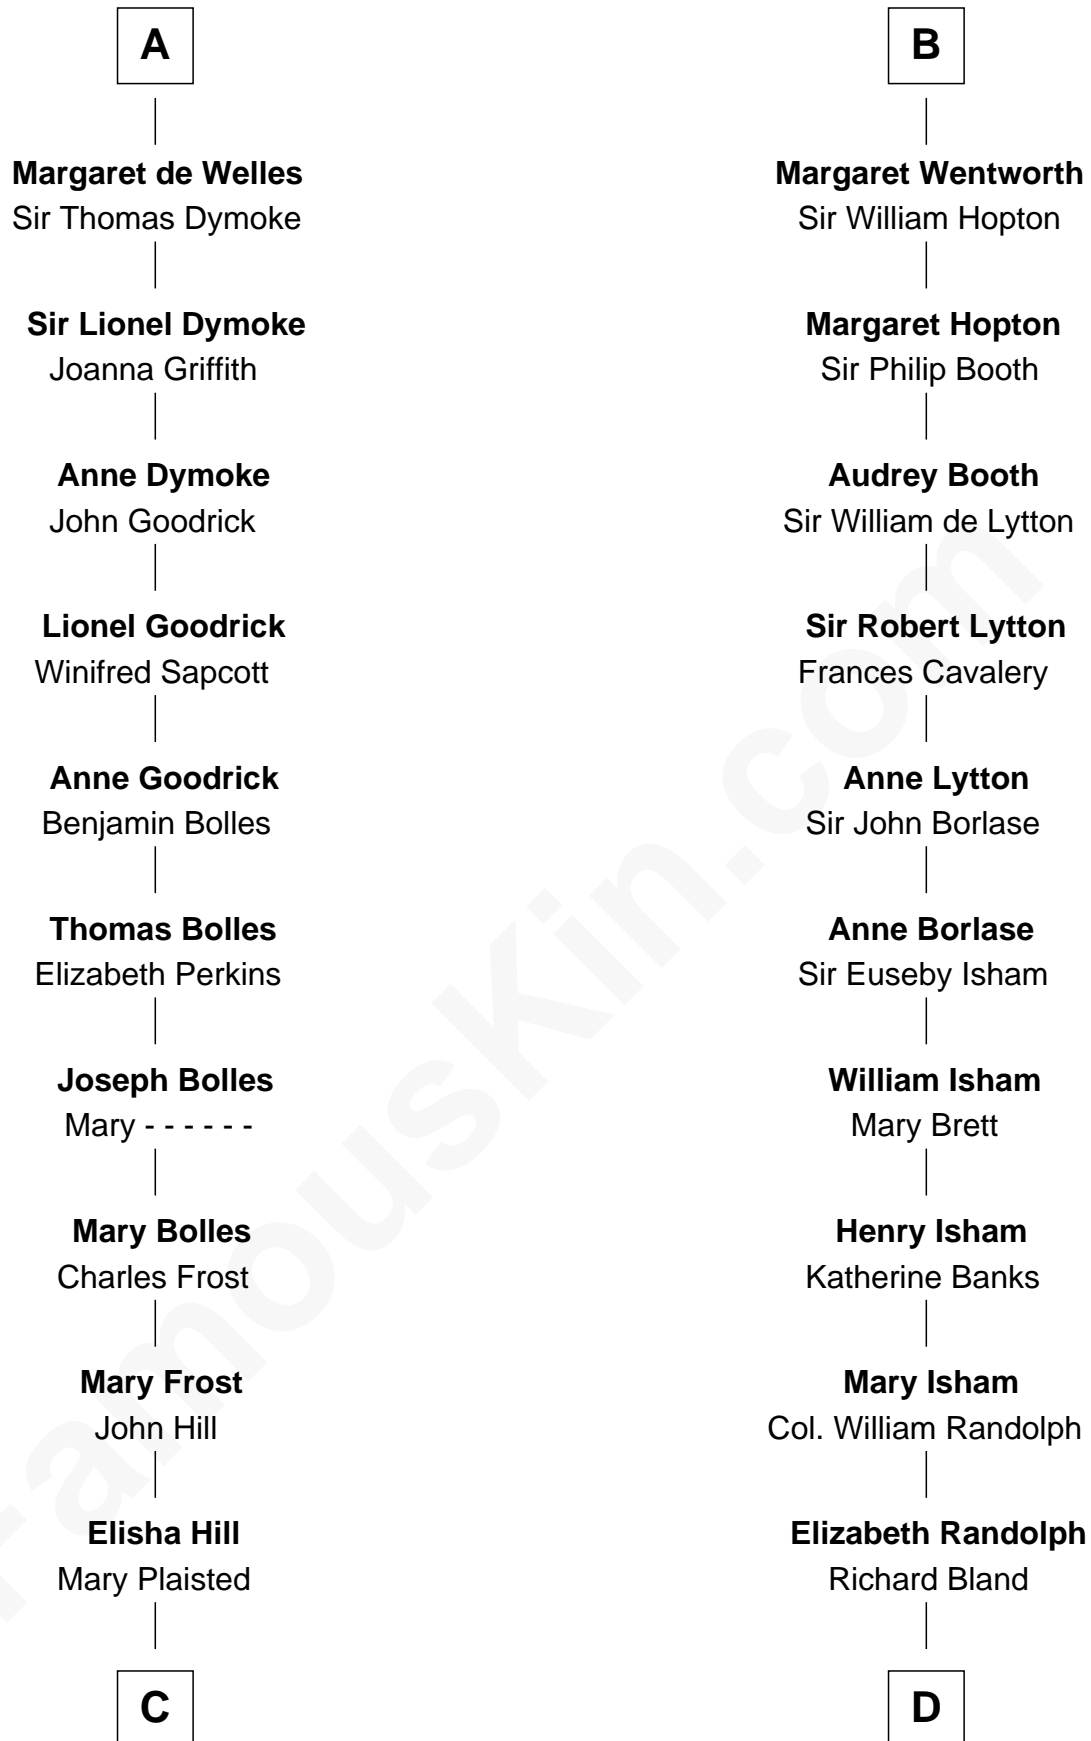 A
Margaret de Welles
Sir Thomas Dymoke
Sir Lionel Dymoke
Joanna Griffith
Anne Dymoke
John Goodrick
Lionel Goodrick
Winifred Sapcott
Anne Goodrick
Benjamin Bolles
Thomas Bolles
Elizabeth Perkins
Joseph Bolles
Mary - - - - - -
Mary Bolles
Charles Frost
Mary Frost
John Hill
Elisha Hill
Mary Plaisted
C
B
Margaret Wentworth
Sir William Hopton
Margaret Hopton
Sir Philip Booth
Audrey Booth
Sir William de Lytton
Sir Robert Lytton
Frances Cavalery
Anne Lytton
Sir John Borlase
Anne Borlase
Sir Euseby Isham
William Isham
Mary Brett
Henry Isham
Katherine Banks
Mary Isham
Col. William Randolph
Elizabeth Randolph
Richard Bland
D
FamousKin.com